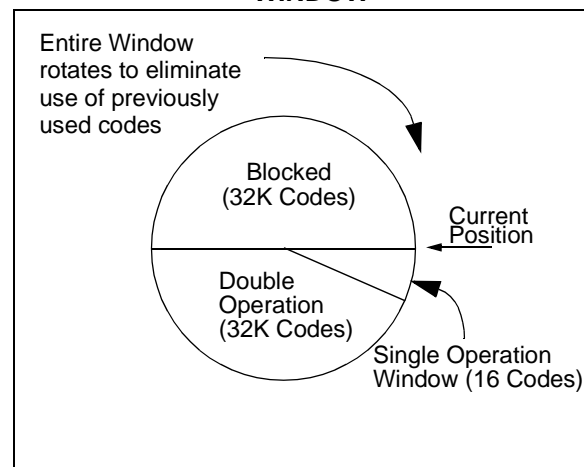 Entire Window
rotates to eliminate
use of previously
used codes
Blocked
(32K Codes)
Current
Position
Double
Operation
(32K Codes)
Single Operation
Window (16 Codes)